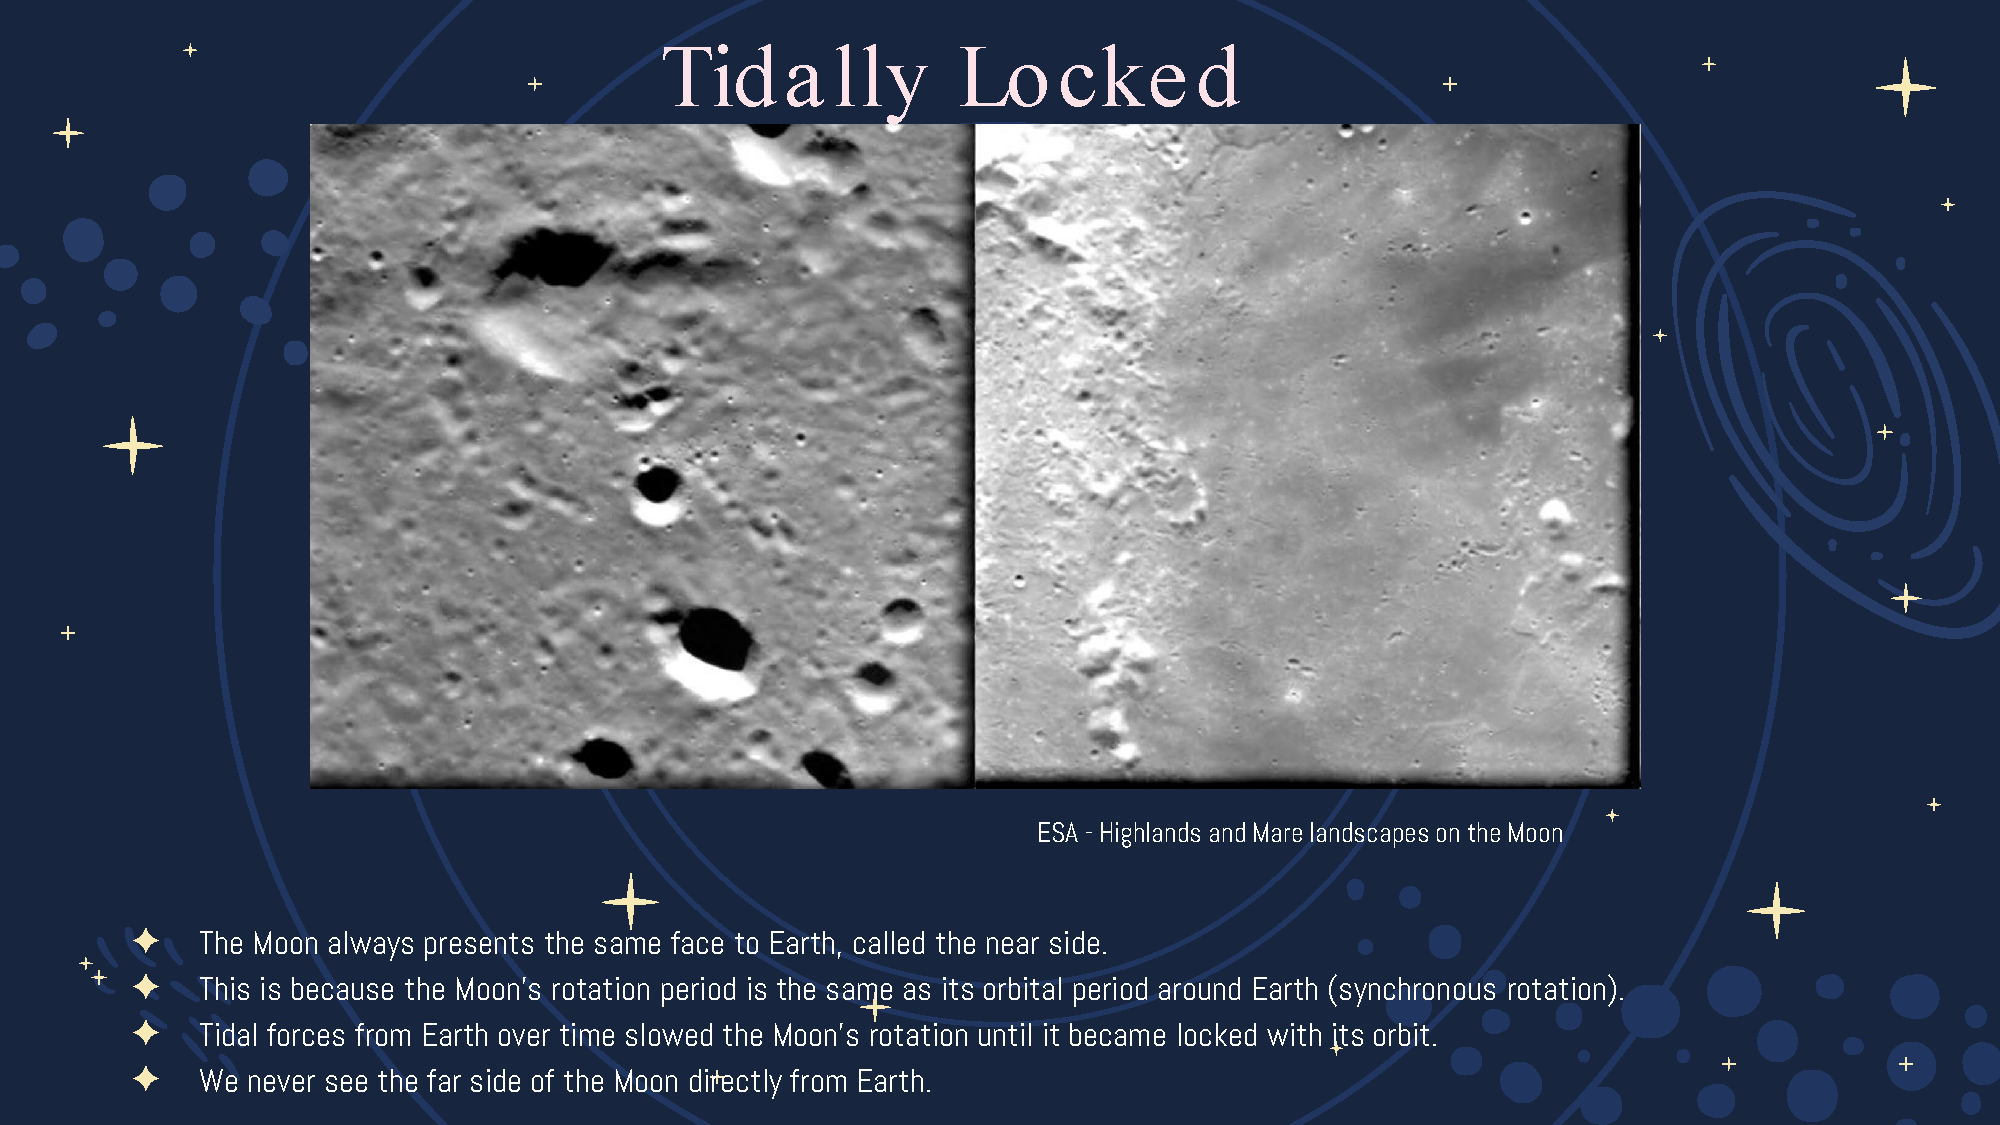 Tidally Locked
ESA - Highlands and Mare landscapes on the Moon
The Moon always presents the same face to Earth, called the near side.
This is because the Moon's rotation period is the same as its orbital period around Earth (synchronous rotation).
Tidal forces from Earth over time slowed the Moon's rotation until it became locked with its orbit.
We never see the far side of the Moon directly from Earth.